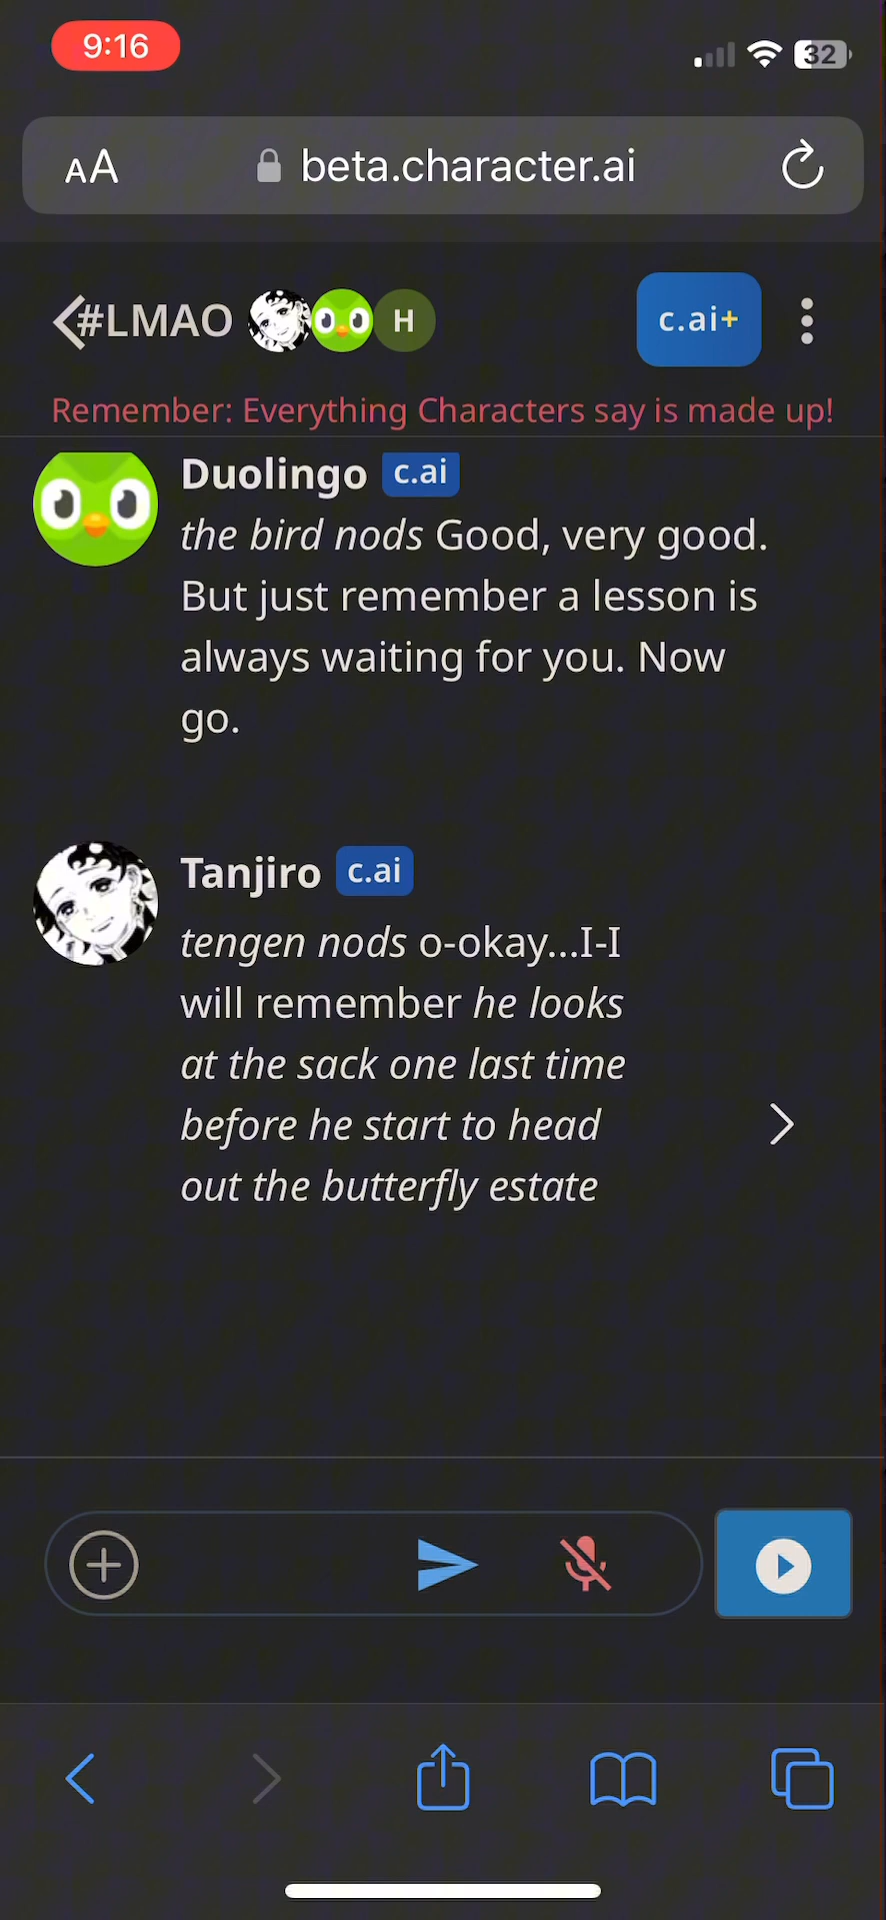 9:16
32
AA beta.character.ai
#LMAO H c.ai+
Remember: Everything Characters say is made up!
Duolingo c.ai
the bird nods Good, very good.
But just remember a lesson is
always waiting for you. Now
go.
Tanjiro c.ai
tengen nods o-okay...I-I
will remember he looks
at the sack one last time
before he start to head
out the butterfly estate